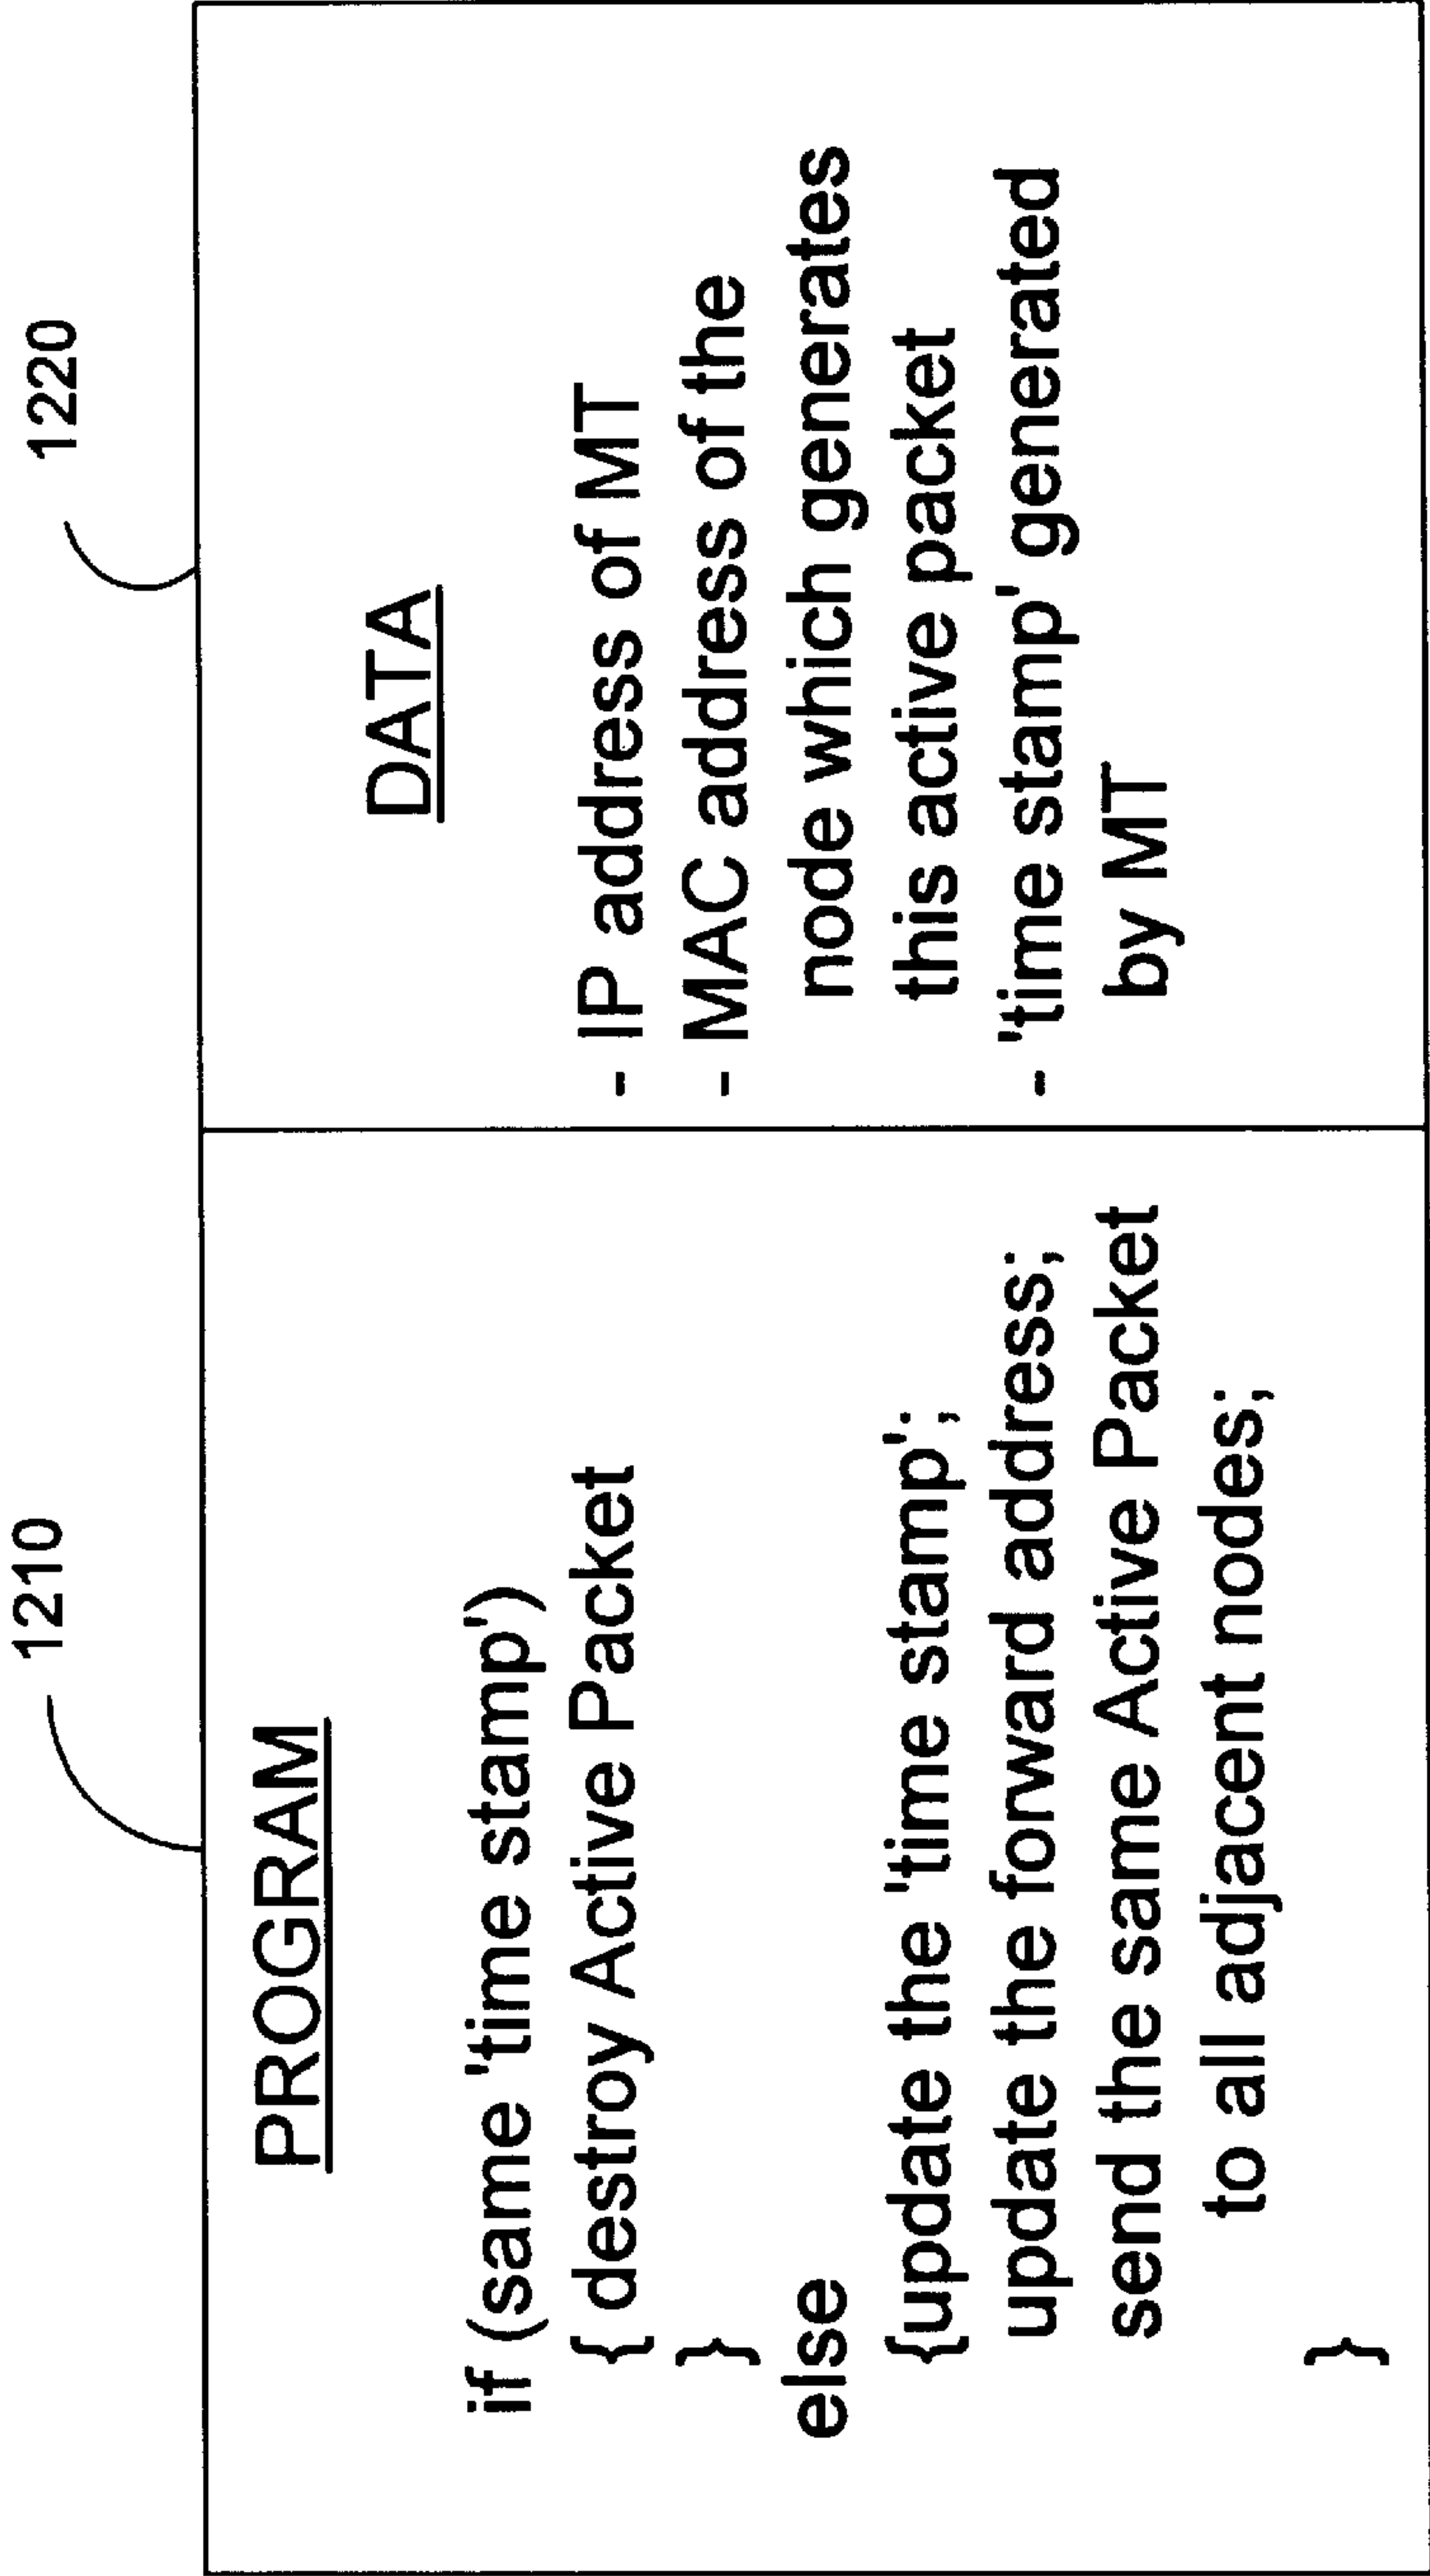 1210
PROGRAM
if (same 'time stamp')
{ destroy Active Packet
}
else
{update the 'time stamp';
update the forward address;
send the same Active Packet
to all adjacent nodes;
}
1220
DATA
- IP address of MT
- MAC address of the
node which generates
this active packet
- 'time stamp' generated
by MT